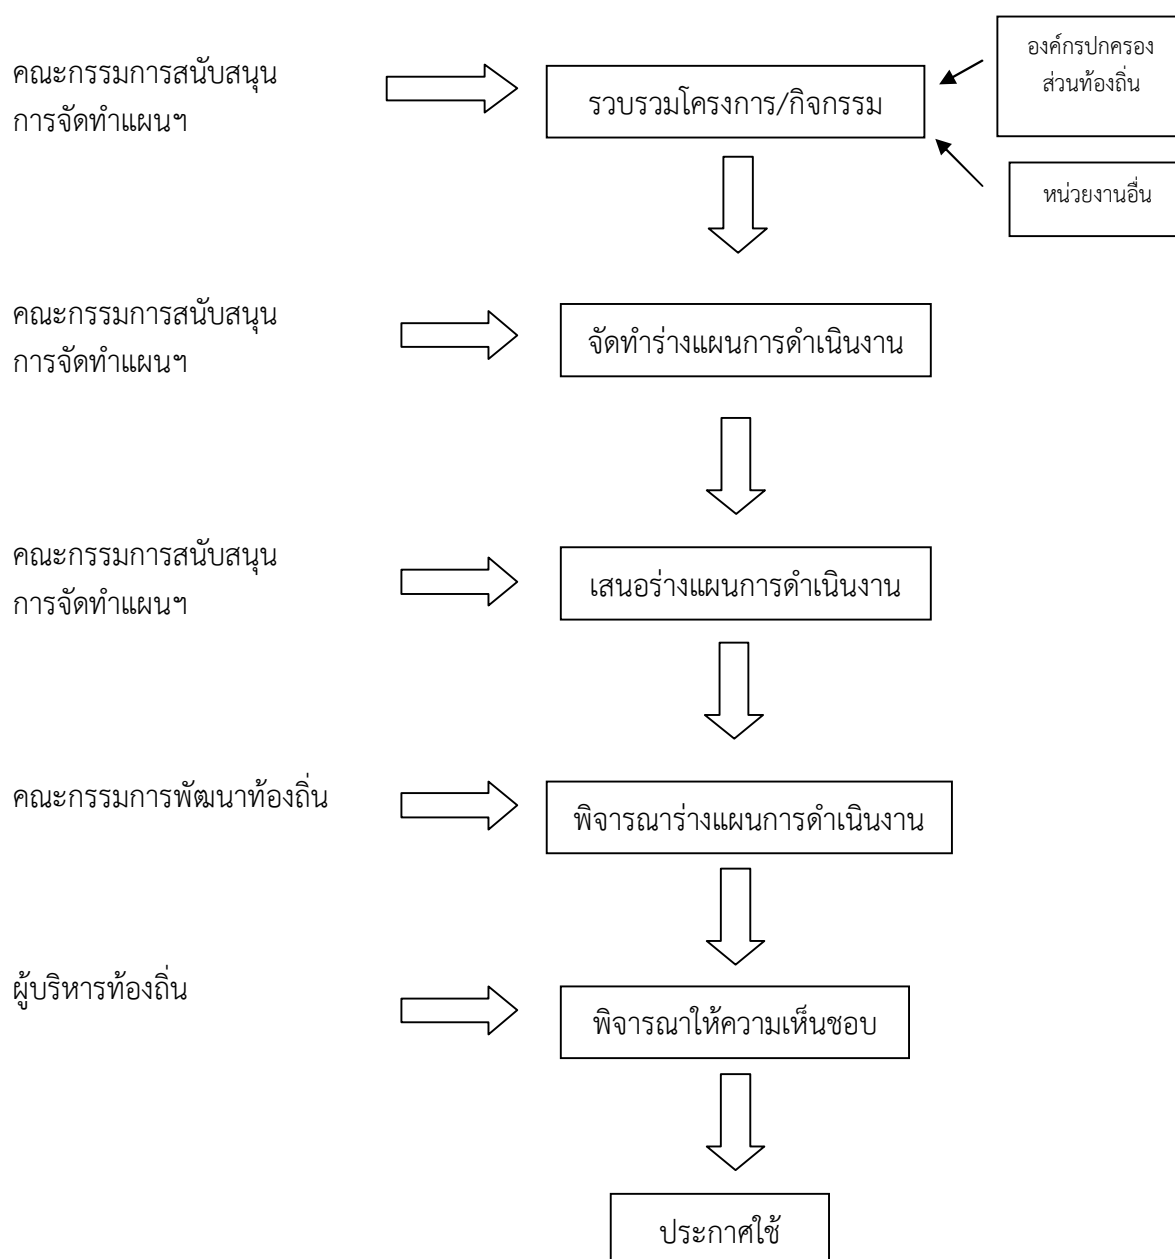 คณะกรรมการสนับสนุน
การจัดทำแผนฯ
รวบรวมโครงการ/กิจกรรม
องค์กรปกครอง
ส่วนท้องถิ่น
หน่วยงานอื่น
คณะกรรมการสนับสนุน
การจัดทำแผนฯ
จัดทำร่างแผนการดำเนินงาน
คณะกรรมการสนับสนุน
การจัดทำแผนฯ
เสนอร่างแผนการดำเนินงาน
คณะกรรมการพัฒนาท้องถิ่น
พิจารณาร่างแผนการดำเนินงาน
ผู้บริหารท้องถิ่น
พิจารณาให้ความเห็นชอบ
ประกาศใช้